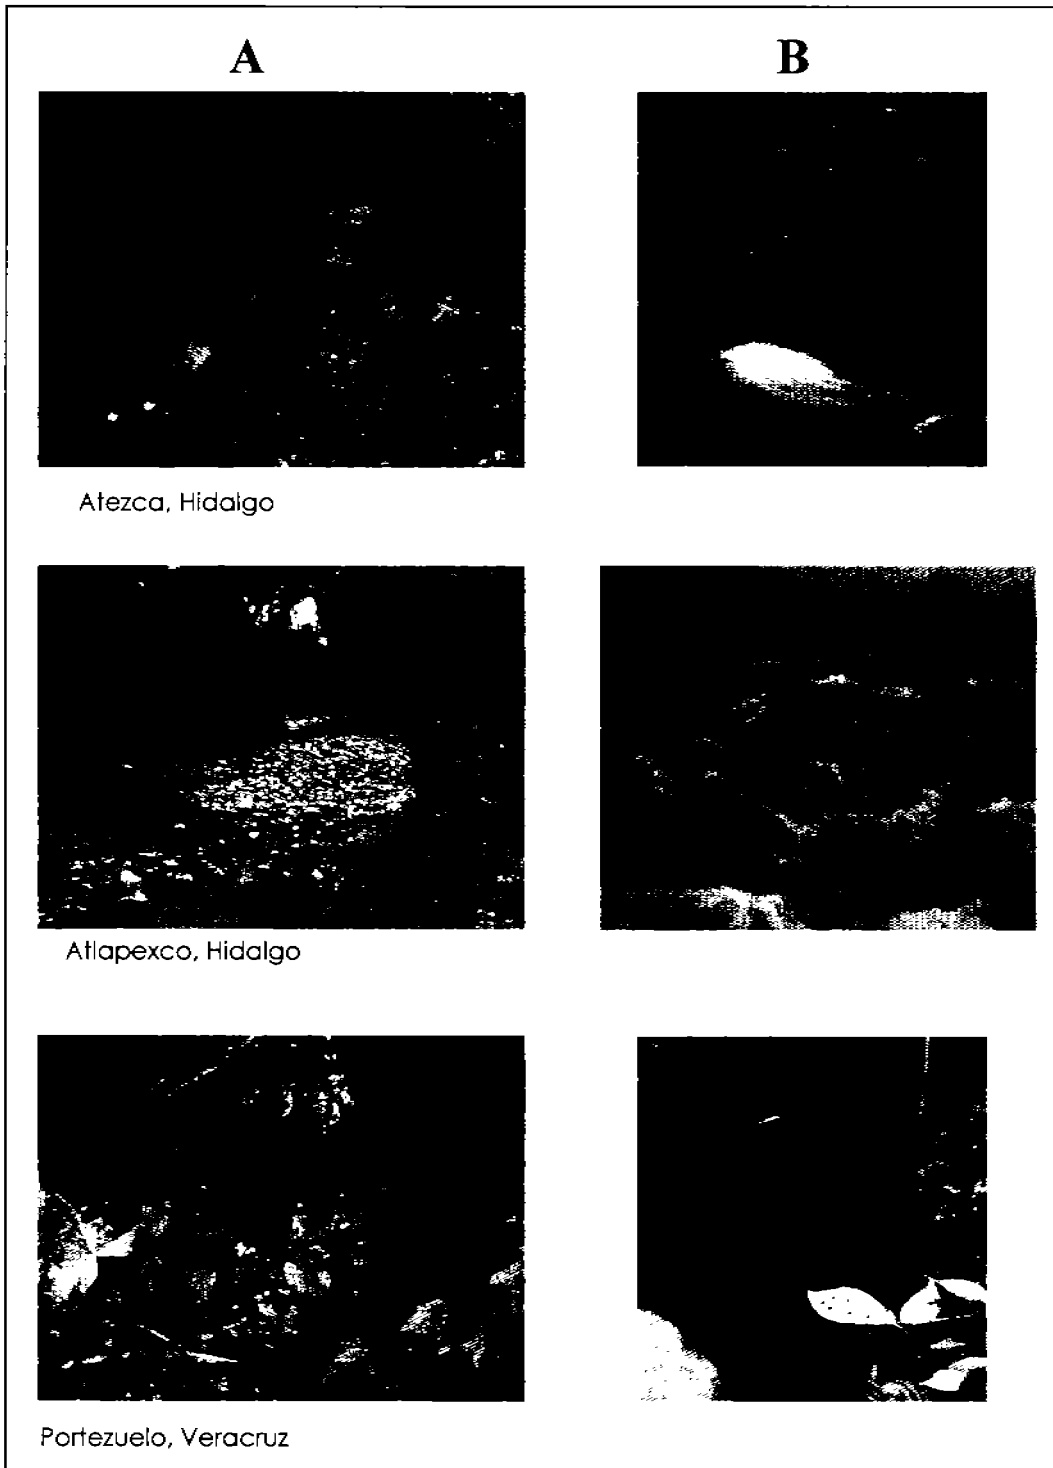 A
B
Atezca, Hidalgo
Atlapexco, Hidalgo
Portezuelo, Veracruz